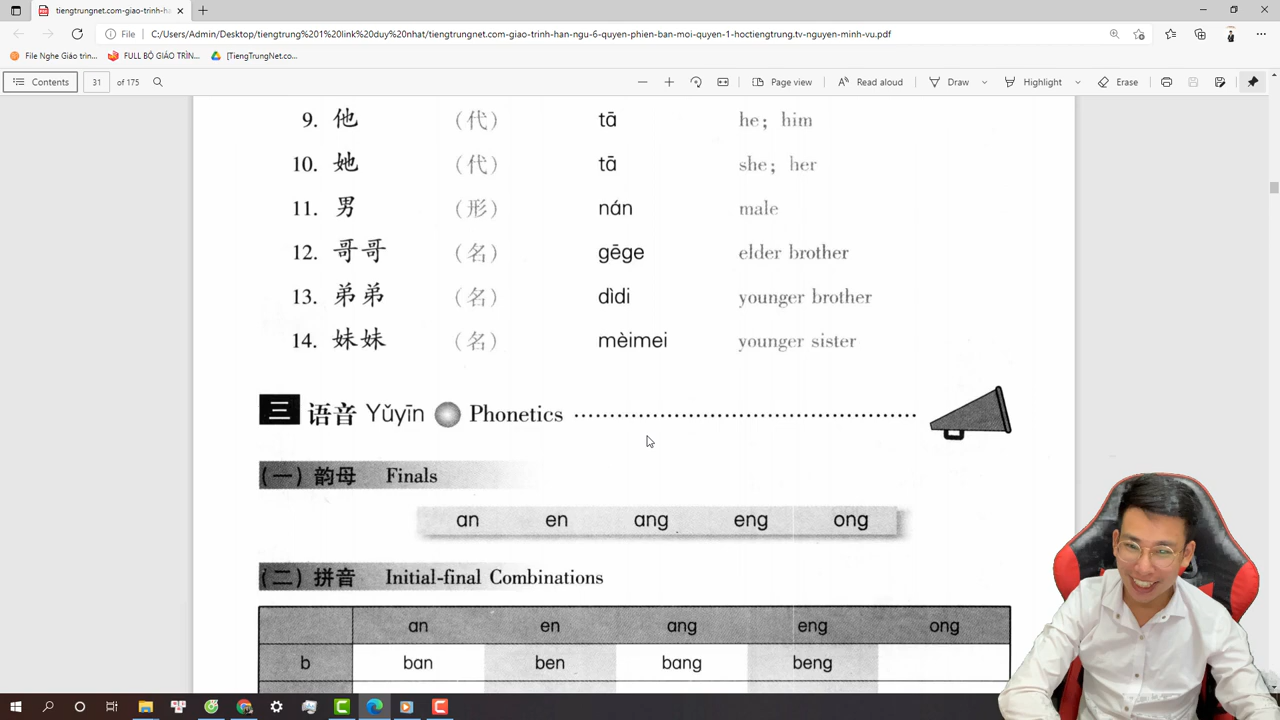 tiengtrungnet.com-giao-trinh-ha
File
C:/Users/Admin/Desktop/tiengtrung%201%20link%20duy%20nhat/tiengtrungnet.com-giao-trinh-han-ngu-6-quyen-phien-ban-moi-quyen-1-hoctiengtrung.tv-nguyen-minh-vu.pdf
File Nghe Giáo trìn...
FULL BỘ GIÁO TRÌN...
[TiengTrungNet.co...
Contents
31
of 175
Page view
Read aloud
Draw
Highlight
Erase
9. 他 （代） tā he；him
10. 她 （代） tā she；her
11. 男 （形） nán male
12. 哥哥 （名） gēge elder brother
13. 弟弟 （名） dìdi younger brother
14. 妹妹 （名） mèimei younger sister
三 语音 Yǔyīn Phonetics
（一）韵母 Finals
an en ang eng ong
（二）拼音 Initial-final Combinations
an en ang eng ong
b ban ben bang beng